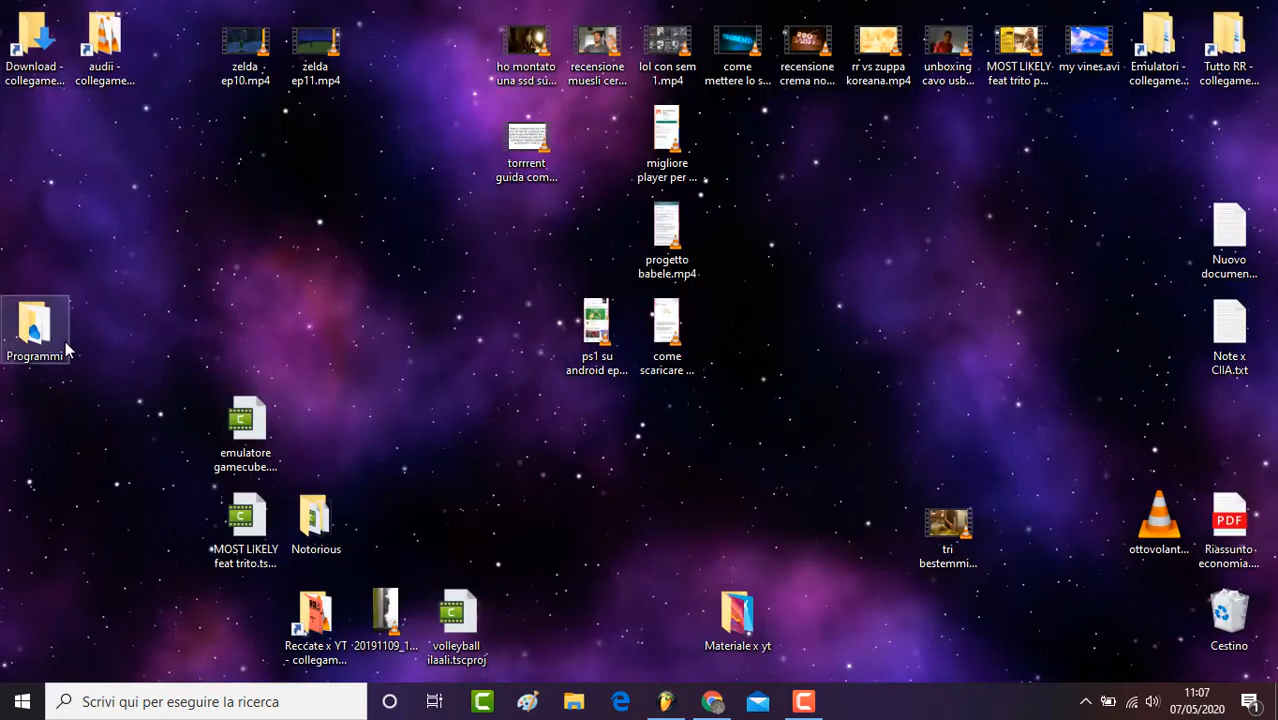 Download -
collegame...
audii -
collegame...
zelda
ep10.mp4
zelda
ep11.mp4
ho montato
una ssd sú...
recensione
muesli cer...
lol con sem
1.mp4
come
mettere lo s...
recensione
crema no...
rr vs zuppa
koreana.mp4
unboxing
cavo usb...
MOST LIKELY
feat trito p...
my vines.avi
Emulatori -
collegame...
Tutto RR -
collegame...
torrrent
guida com...
migliore
player per ...
progetto
babele.mp4
Nuovo
documen...
Programmi
ps1 su
android ep...
come
scaricare ...
Note x
CIIA.txt
emulatore
gamecube....
MOST LIKELY
feat trito.ts...
Notorious
tri
bestemmi...
ottovolant...
PDF
Riassunto
economia....
Reccate x YT
- collegam...
20191109_1...
volleyball
ilaali.tscproj
Materiale x yt
Cestino
Scrivi qui per eseguire la ricerca
11:07
07/05/2020
1